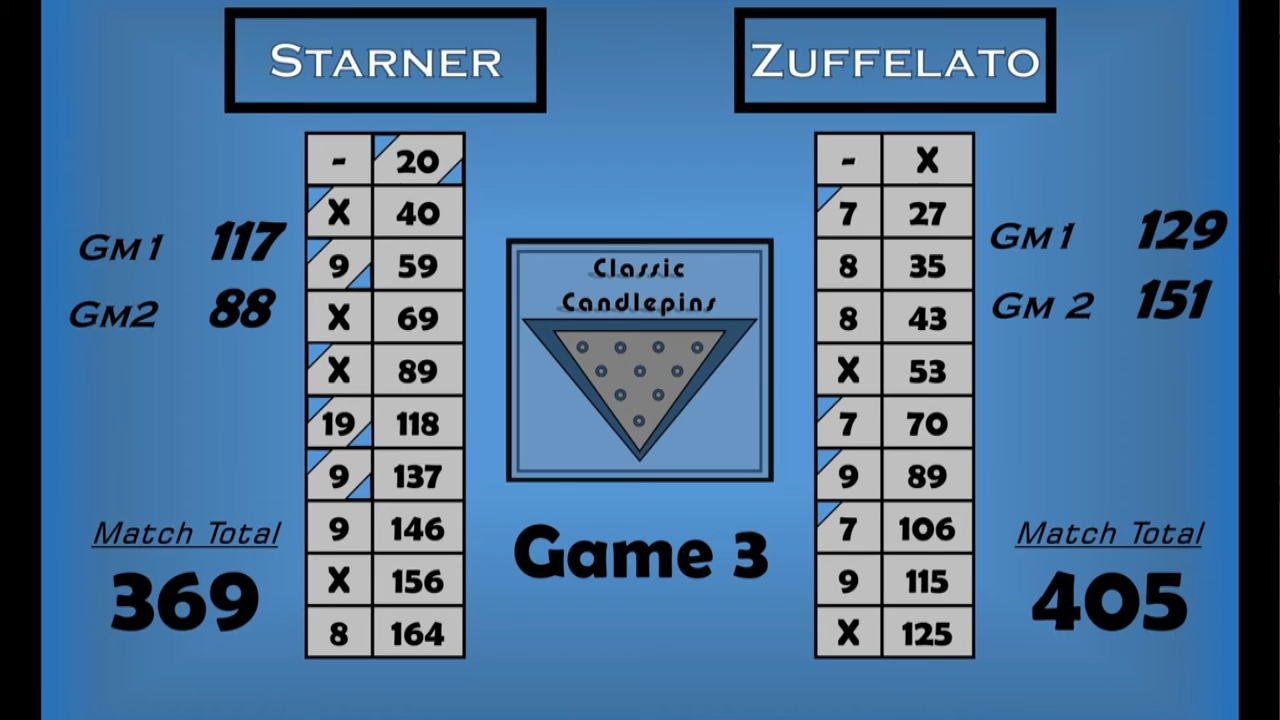 STARNER
ZUFFELATO
- 20
X 40
9 59
X 69
X 89
19 118
9 137
9 146
X 156
8 164
- X
7 27
8 35
8 43
X 53
7 70
9 89
7 106
9 115
X 125
GM1 117
GM2 88
Match Total
369
Classic
Candlepins
Game 3
GM1 129
GM 2 151
Match Total
405